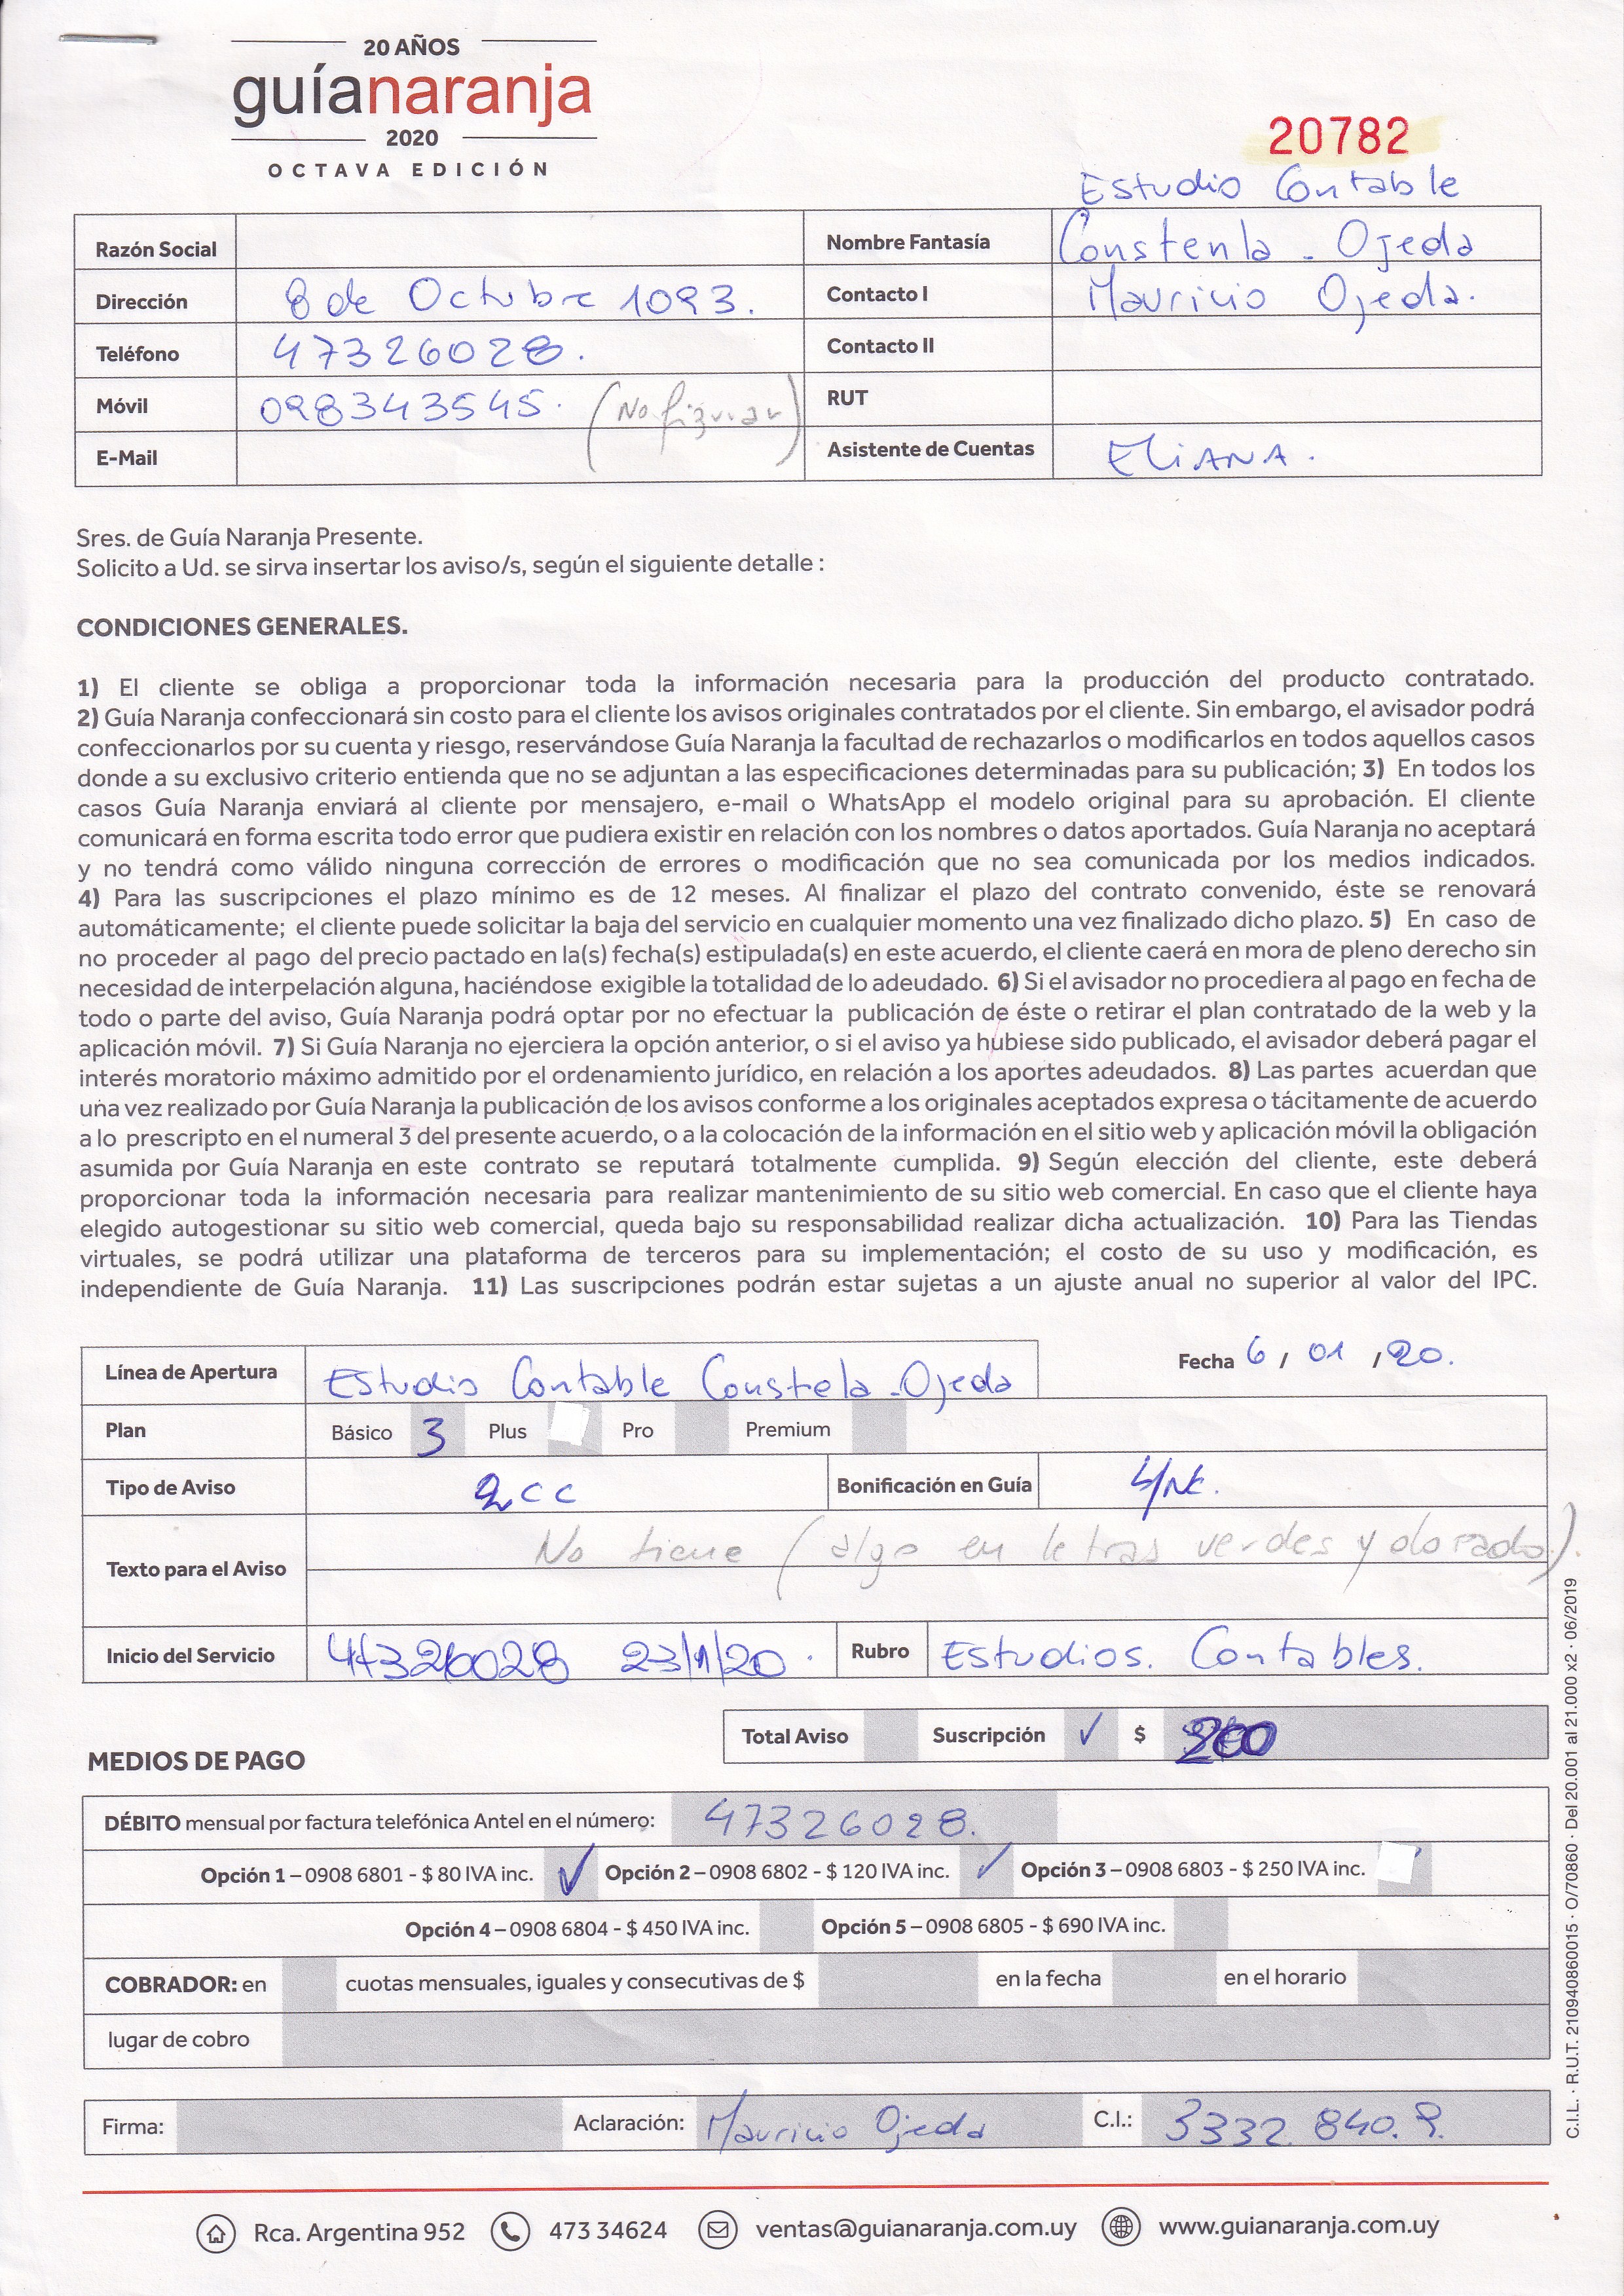 20 AÑOS
guíanaranja
2020
OCTAVA EDICIÓN
20782
Estudio Contable
Razón Social
Nombre Fantasía Constenla - Ojeda
Dirección 8 de Octubre 1093.
Contacto I Mauricio Ojeda.
Teléfono 47326028.
Contacto II
Móvil 098343545. (No figurar)
RUT
E-Mail
Asistente de Cuentas ELIANA.
Sres. de Guía Naranja Presente.
Solicito a Ud. se sirva insertar los aviso/s, según el siguiente detalle :
CONDICIONES GENERALES.
1) El cliente se obliga a proporcionar toda la información necesaria para la producción del producto contratado.
2) Guía Naranja confeccionará sin costo para el cliente los avisos originales contratados por el cliente. Sin embargo, el avisador podrá
confeccionarlos por su cuenta y riesgo, reservándose Guía Naranja la facultad de rechazarlos o modificarlos en todos aquellos casos
donde a su exclusivo criterio entienda que no se adjuntan a las especificaciones determinadas para su publicación; 3) En todos los
casos Guía Naranja enviará al cliente por mensajero, e-mail o WhatsApp el modelo original para su aprobación. El cliente
comunicará en forma escrita todo error que pudiera existir en relación con los nombres o datos aportados. Guía Naranja no aceptará
y no tendrá como válido ninguna corrección de errores o modificación que no sea comunicada por los medios indicados.
4) Para las suscripciones el plazo mínimo es de 12 meses. Al finalizar el plazo del contrato convenido, éste se renovará
automáticamente; el cliente puede solicitar la baja del servicio en cualquier momento una vez finalizado dicho plazo. 5) En caso de
no proceder al pago del precio pactado en la(s) fecha(s) estipulada(s) en este acuerdo, el cliente caerá en mora de pleno derecho sin
necesidad de interpelación alguna, haciéndose exigible la totalidad de lo adeudado. 6) Si el avisador no procediera al pago en fecha de
todo o parte del aviso, Guía Naranja podrá optar por no efectuar la publicación de éste o retirar el plan contratado de la web y la
aplicación móvil. 7) Si Guía Naranja no ejerciera la opción anterior, o si el aviso ya hubiese sido publicado, el avisador deberá pagar el
interés moratorio máximo admitido por el ordenamiento jurídico, en relación a los aportes adeudados. 8) Las partes acuerdan que
una vez realizado por Guía Naranja la publicación de los avisos conforme a los originales aceptados expresa o tácitamente de acuerdo
a lo prescripto en el numeral 3 del presente acuerdo, o a la colocación de la información en el sitio web y aplicación móvil la obligación
asumida por Guía Naranja en este contrato se reputará totalmente cumplida. 9) Según elección del cliente, este deberá
proporcionar toda la información necesaria para realizar mantenimiento de su sitio web comercial. En caso que el cliente haya
elegido autogestionar su sitio web comercial, queda bajo su responsabilidad realizar dicha actualización. 10) Para las Tiendas
virtuales, se podrá utilizar una plataforma de terceros para su implementación; el costo de su uso y modificación, es
independiente de Guía Naranja. 11) Las suscripciones podrán estar sujetas a un ajuste anual no superior al valor del IPC.
Línea de Apertura Estudio Contable Constela - Ojeda
Fecha 6 / 01 / 20.
Plan Básico 3 Plus Pro Premium
Tipo de Aviso 2cc Bonificación en Guía
Texto para el Aviso No tiene (algo en letras verdes y dorado).
Inicio del Servicio 47326028 23/1/20. Rubro Estudios. Contables.
Total Aviso Suscripción ✓ $ 200
MEDIOS DE PAGO
DÉBITO mensual por factura telefónica Antel en el número: 47326028.
Opción 1 – 0908 6801 - $ 80 IVA inc. ✓ Opción 2 – 0908 6802 - $ 120 IVA inc. ✓ Opción 3 – 0908 6803 - $ 250 IVA inc.
Opción 4 – 0908 6804 - $ 450 IVA inc. Opción 5 – 0908 6805 - $ 690 IVA inc.
COBRADOR: en cuotas mensuales, iguales y consecutivas de $ en la fecha en el horario
lugar de cobro
Firma: Aclaración: Mauricio Ojeda C.I.: 3332 840. 9.
Rca. Argentina 952 473 34624 ventas@guianaranja.com.uy www.guianaranja.com.uy
C.I.L. · R.U.T. 210940860015 · O/70860 · Del 20.001 al 21.000 x2 · 06/2019